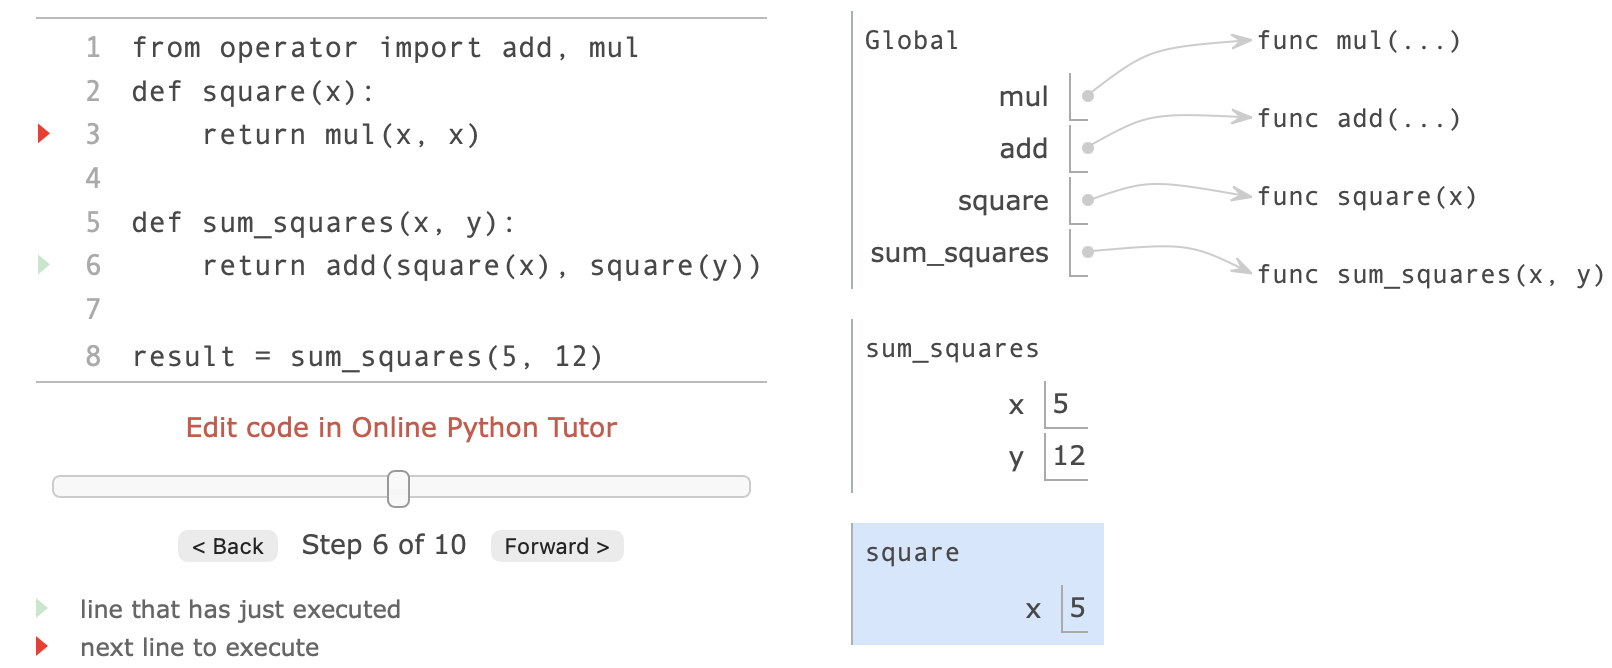 1 from operator import add, mul
2 def square(x):
3     return mul(x, x)
4
5 def sum_squares(x, y):
6     return add(square(x), square(y))
7
8 result = sum_squares(5, 12)
Edit code in Online Python Tutor
< Back Step 6 of 10 Forward >
line that has just executed
next line to execute
Global
mul
add
square
sum_squares
func mul(...)
func add(...)
func square(x)
func sum_squares(x, y)
sum_squares
x 5
y 12
square
x 5